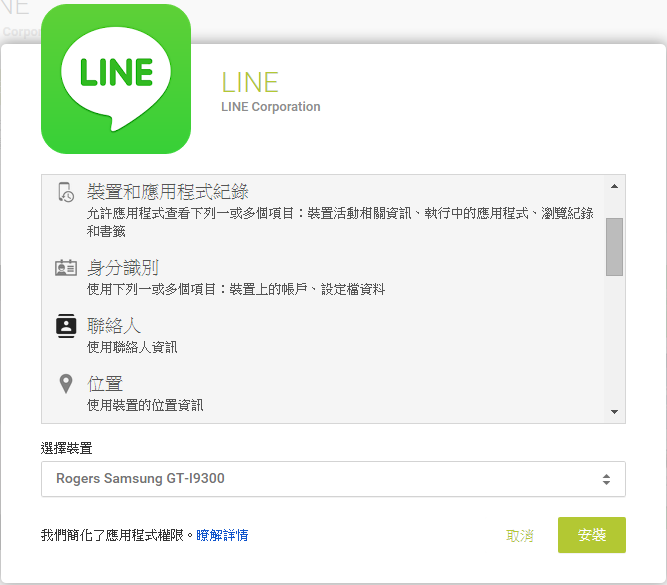 NE
Corpor
LINE
LINE
LINE Corporation
裝置和應用程式紀錄
允許應用程式查看下列一或多個項目：裝置活動相關資訊、執行中的應用程式、瀏覽紀錄
和書籤
身分識別
使用下列一或多個項目：裝置上的帳戶、設定檔資料
聯絡人
使用聯絡人資訊
位置
使用裝置的位置資訊
選擇裝置
Rogers Samsung GT-I9300
我們簡化了應用程式權限。瞭解詳情
取消
安裝